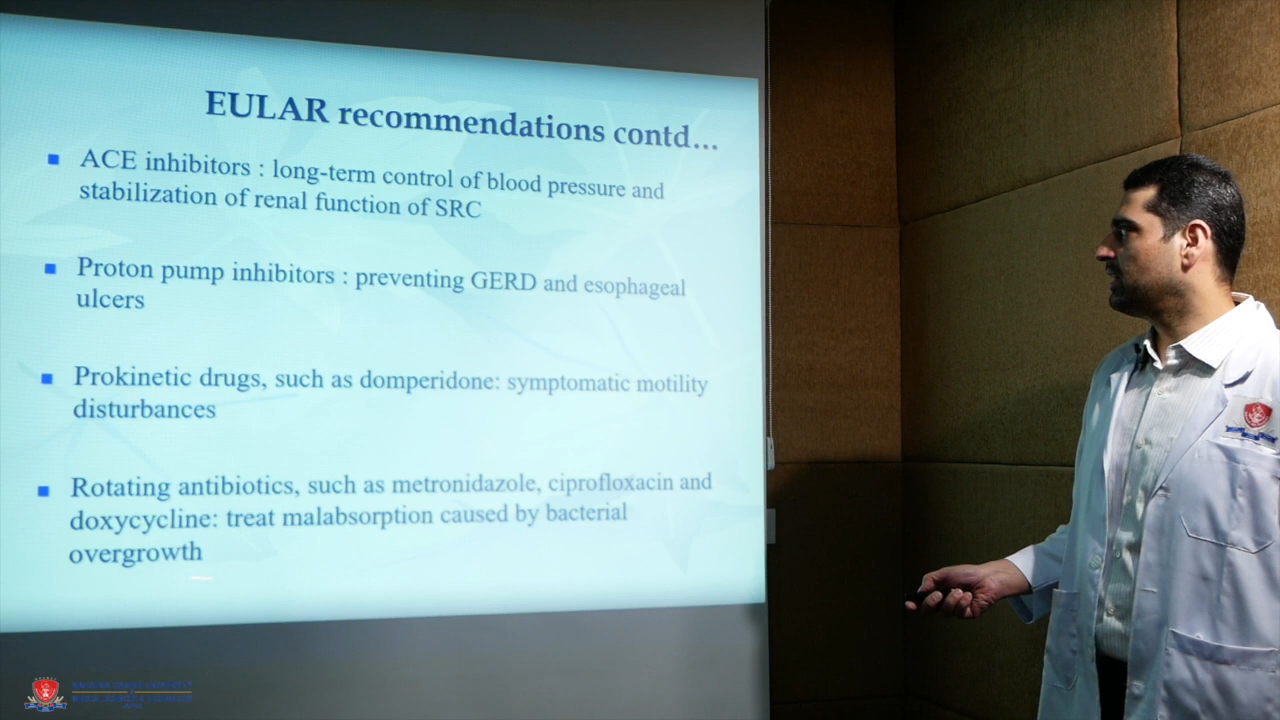 EULAR recommendations contd...
ACE inhibitors : long-term control of blood pressure and
stabilization of renal function of SRC
Proton pump inhibitors : preventing GERD and esophageal
ulcers
Prokinetic drugs, such as domperidone: symptomatic motility
disturbances
Rotating antibiotics, such as metronidazole, ciprofloxacin and
doxycycline: treat malabsorption caused by bacterial
overgrowth